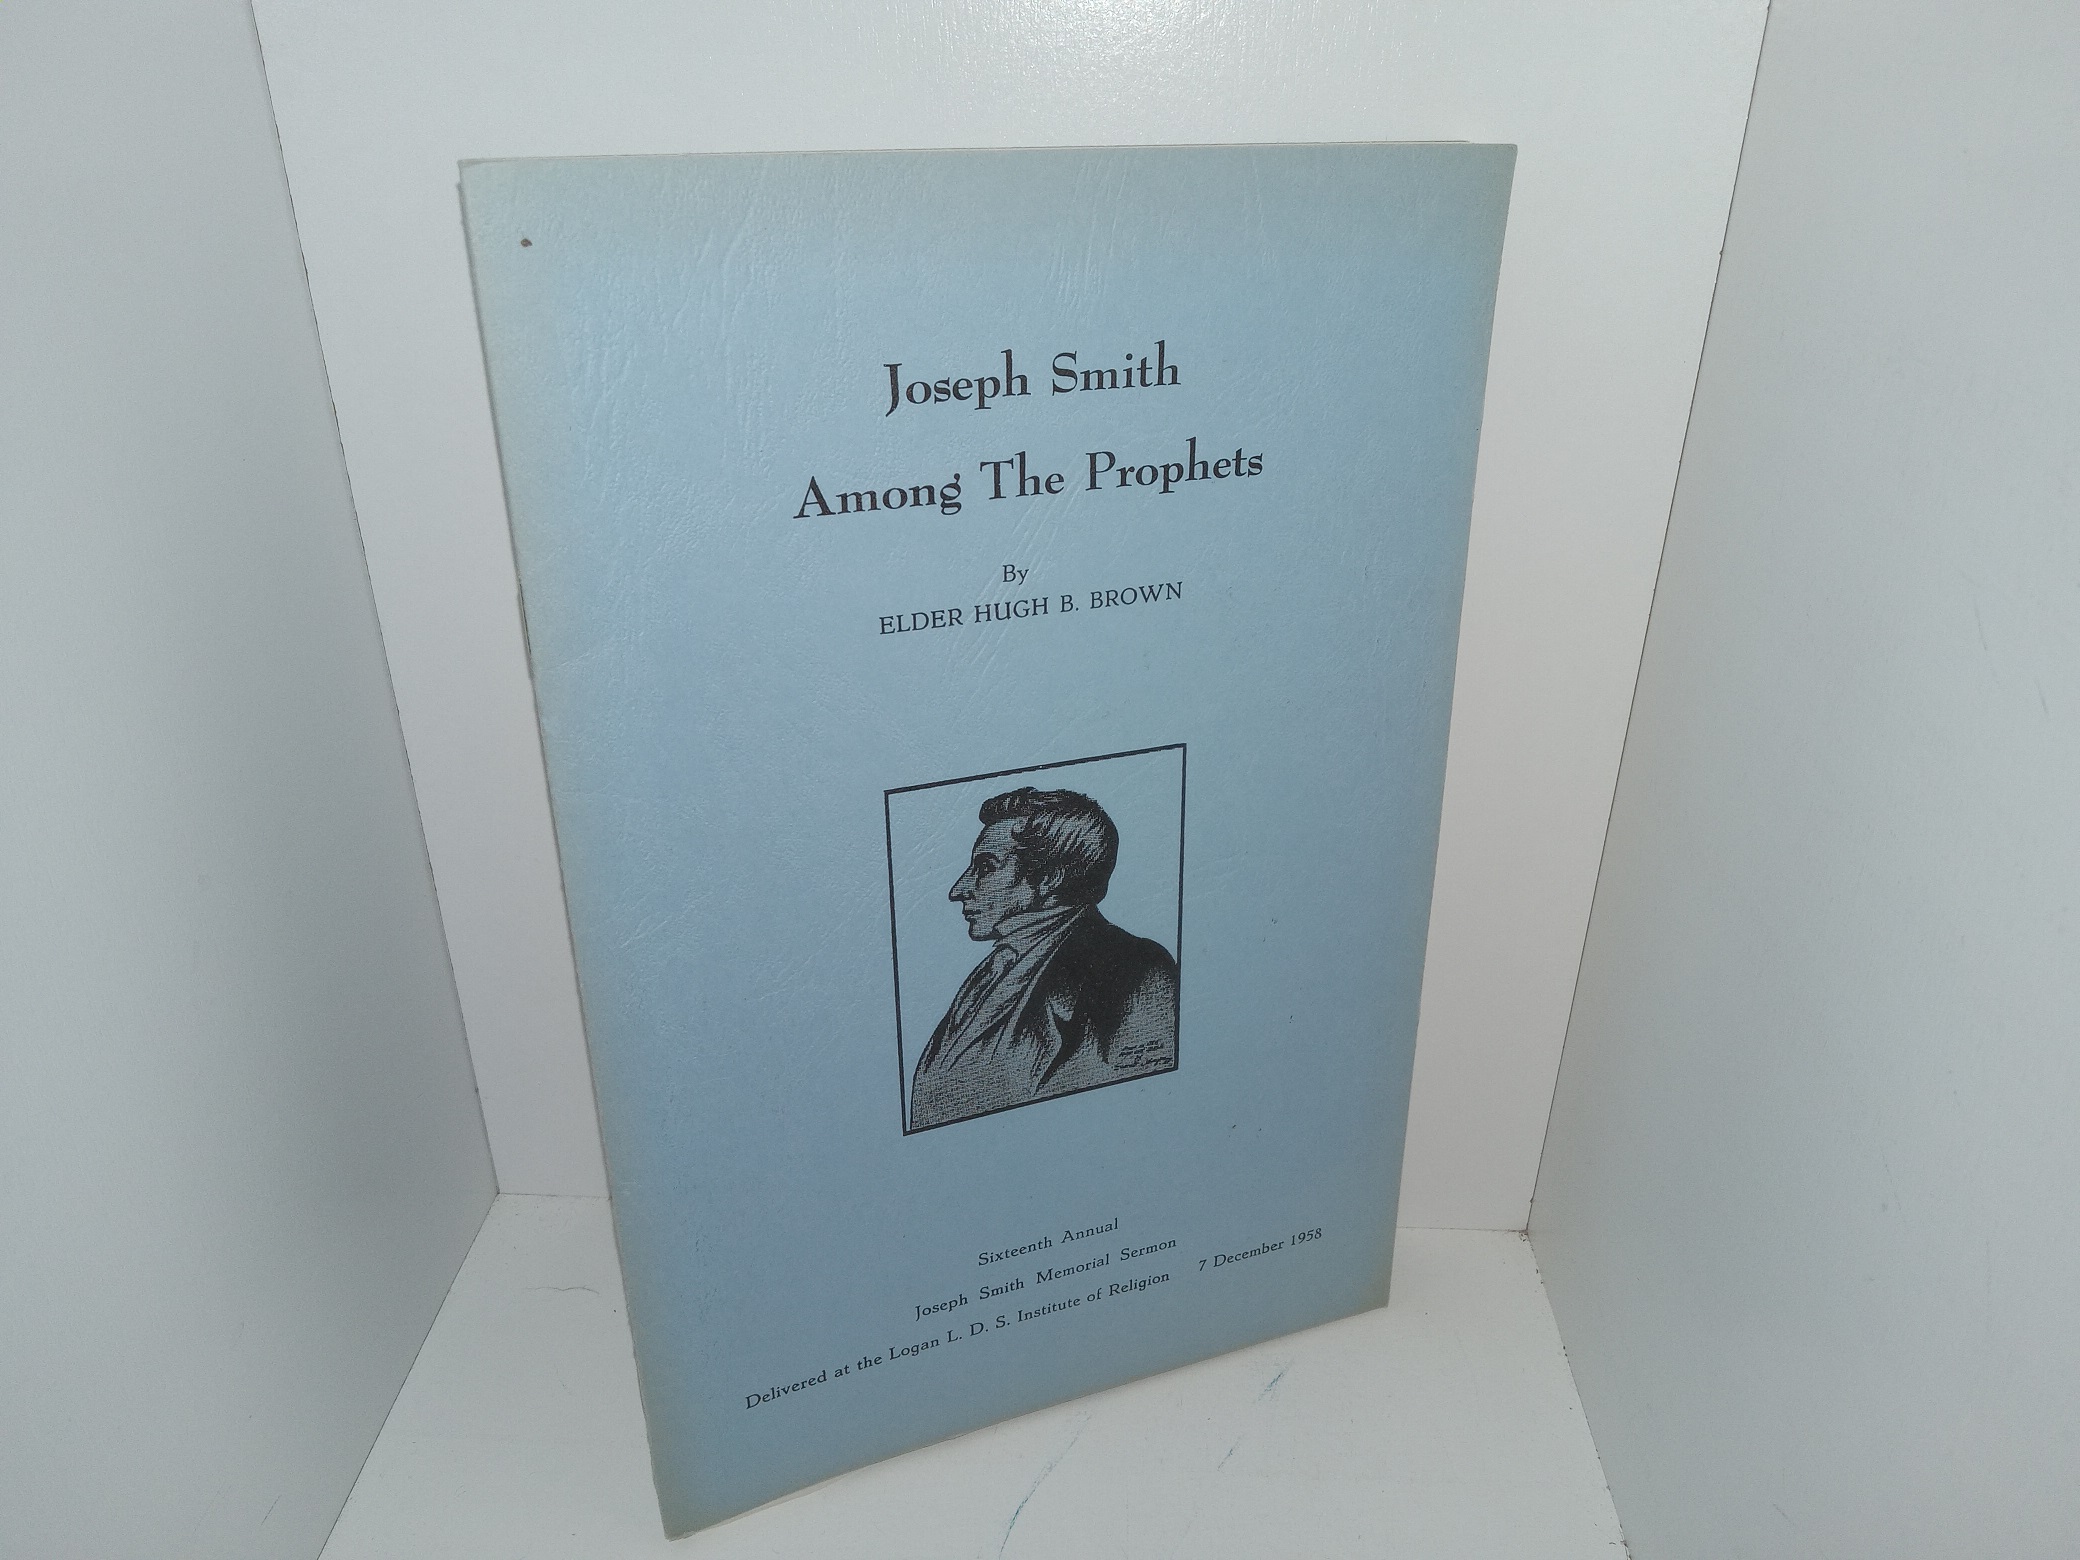 Joseph Smith
Among The Prophets
By
ELDER HUGH B. BROWN
Sixteenth Annual
Joseph Smith Memorial Sermon
Delivered at the Logan L. D. S. Institute of Religion 7 December 1958